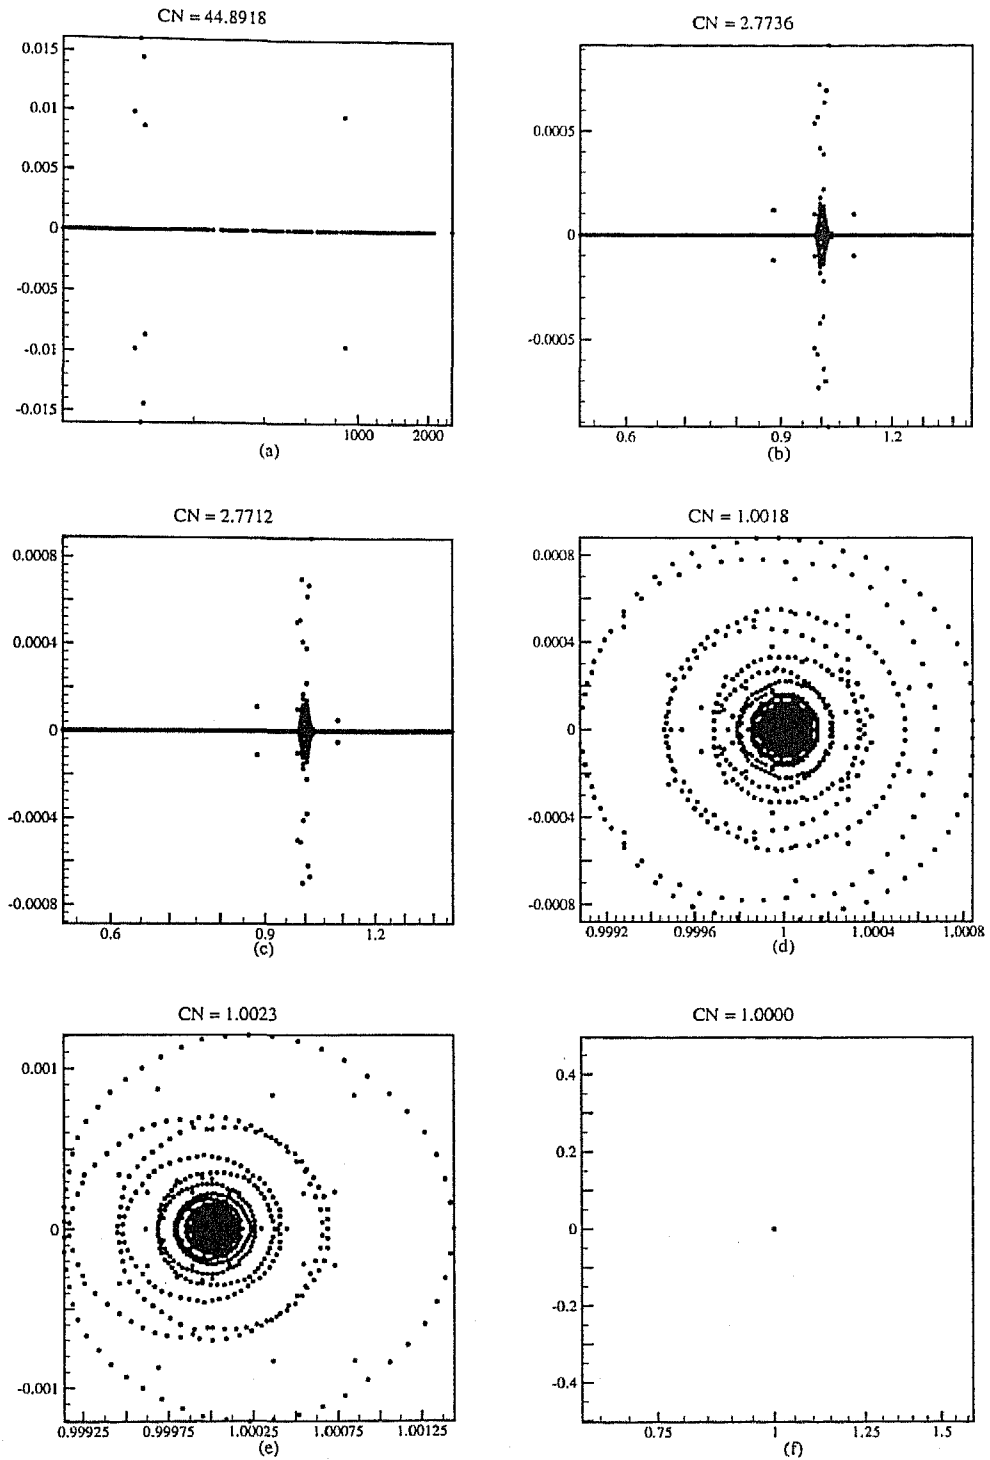 CN = 44.8918
0.015
0.01
0.005
0
-0.005
-0.01
-0.015
1000 2000
(a)
CN = 2.7736
0.0005
0
-0.0005
0.6 0.9 1.2
(b)
CN = 2.7712
0.0008
0.0004
0
-0.0004
-0.0008
0.6 0.9 1.2
(c)
CN = 1.0018
0.0008
0.0004
0
-0.0004
-0.0008
0.9992 0.9996 1 1.0004 1.0008
(d)
CN = 1.0023
0.001
0
-0.001
0.99925 0.99975 1.00025 1.00075 1.00125
(e)
CN = 1.0000
0.4
0.2
0
-0.2
-0.4
0.75 1 1.25 1.5
(f)